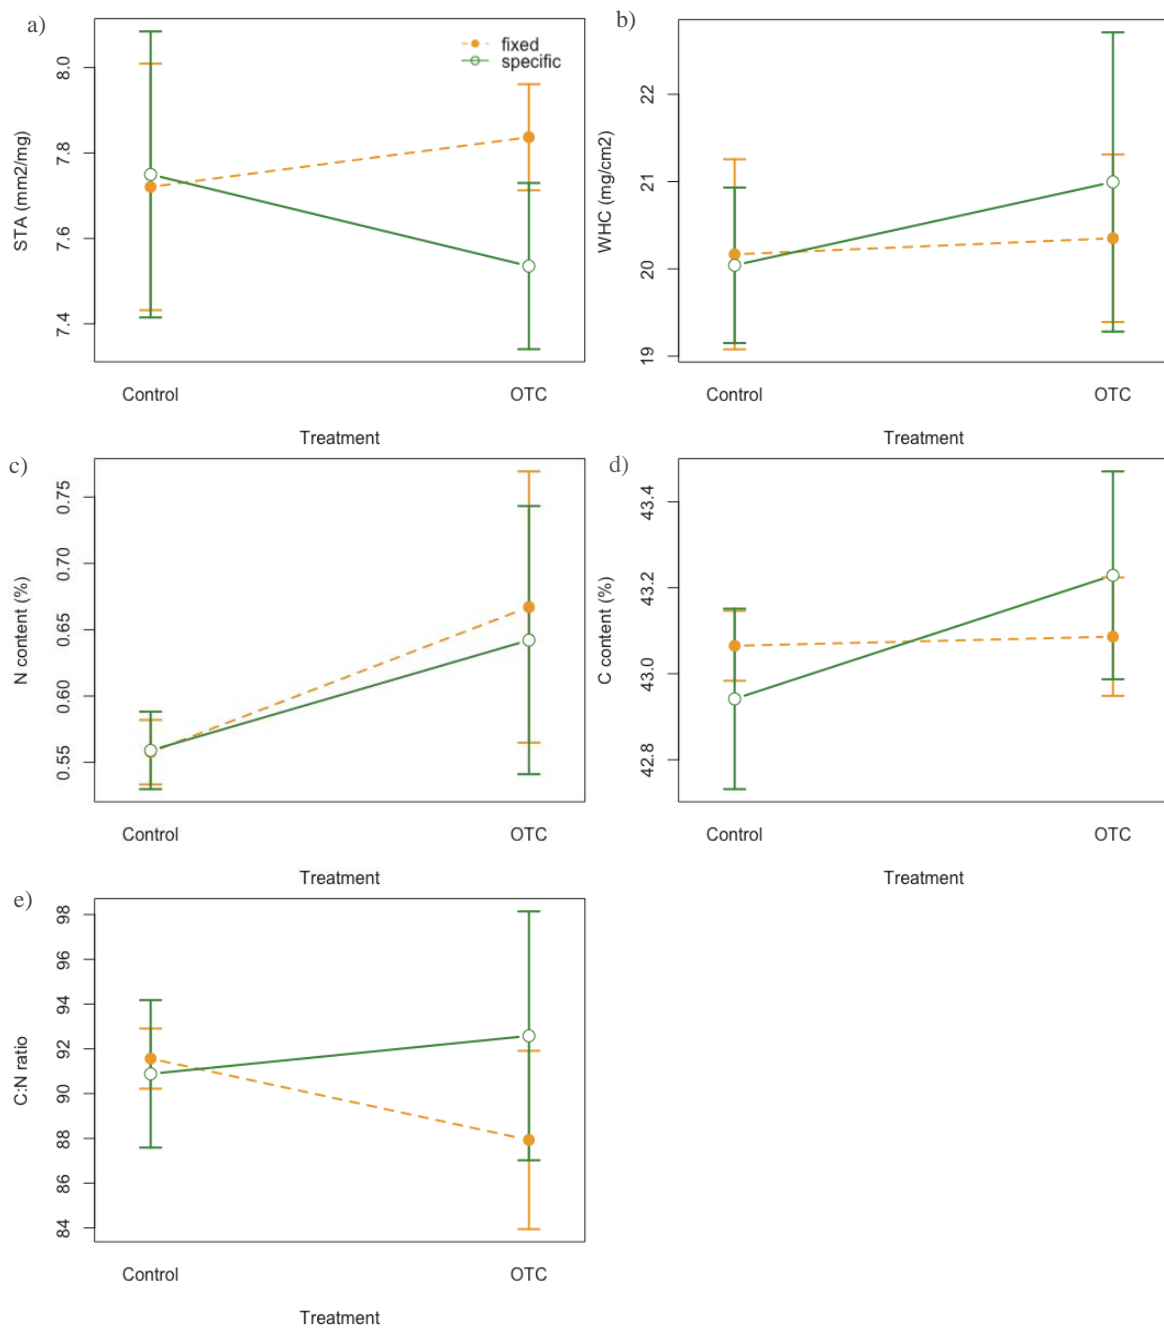 a)
fixed
specific
STA (mm2/mg)
8.0
7.8
7.6
7.4
Control
OTC
Treatment
b)
WHC (mg/cm2)
22
21
20
19
Control
OTC
Treatment
c)
N content (%)
0.75
0.70
0.65
0.60
0.55
Control
OTC
Treatment
d)
C content (%)
43.4
43.2
43.0
42.8
Control
OTC
Treatment
e)
C:N ratio
98
96
94
92
90
88
86
84
Control
OTC
Treatment